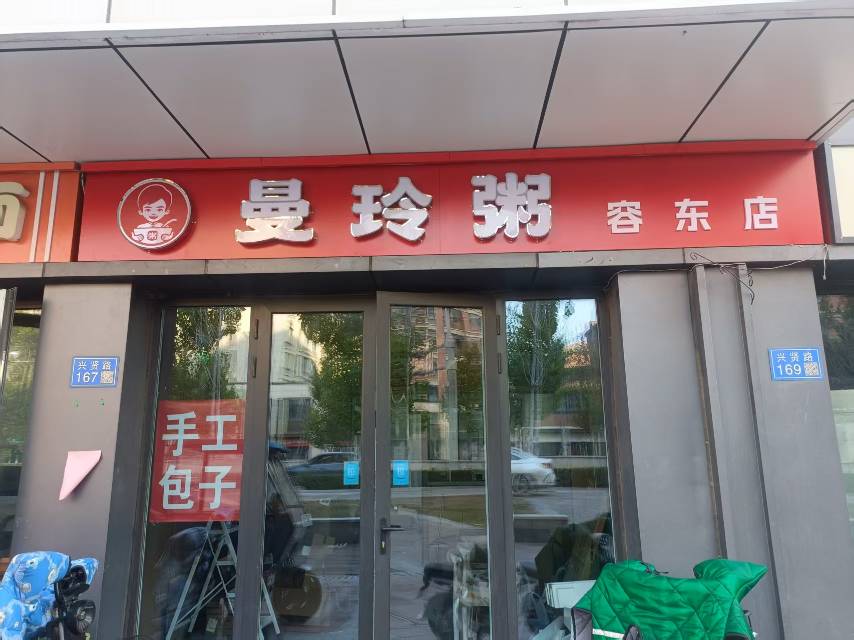 曼玲粥 容东店
兴贤路
167
兴贤路
169
手工
包子